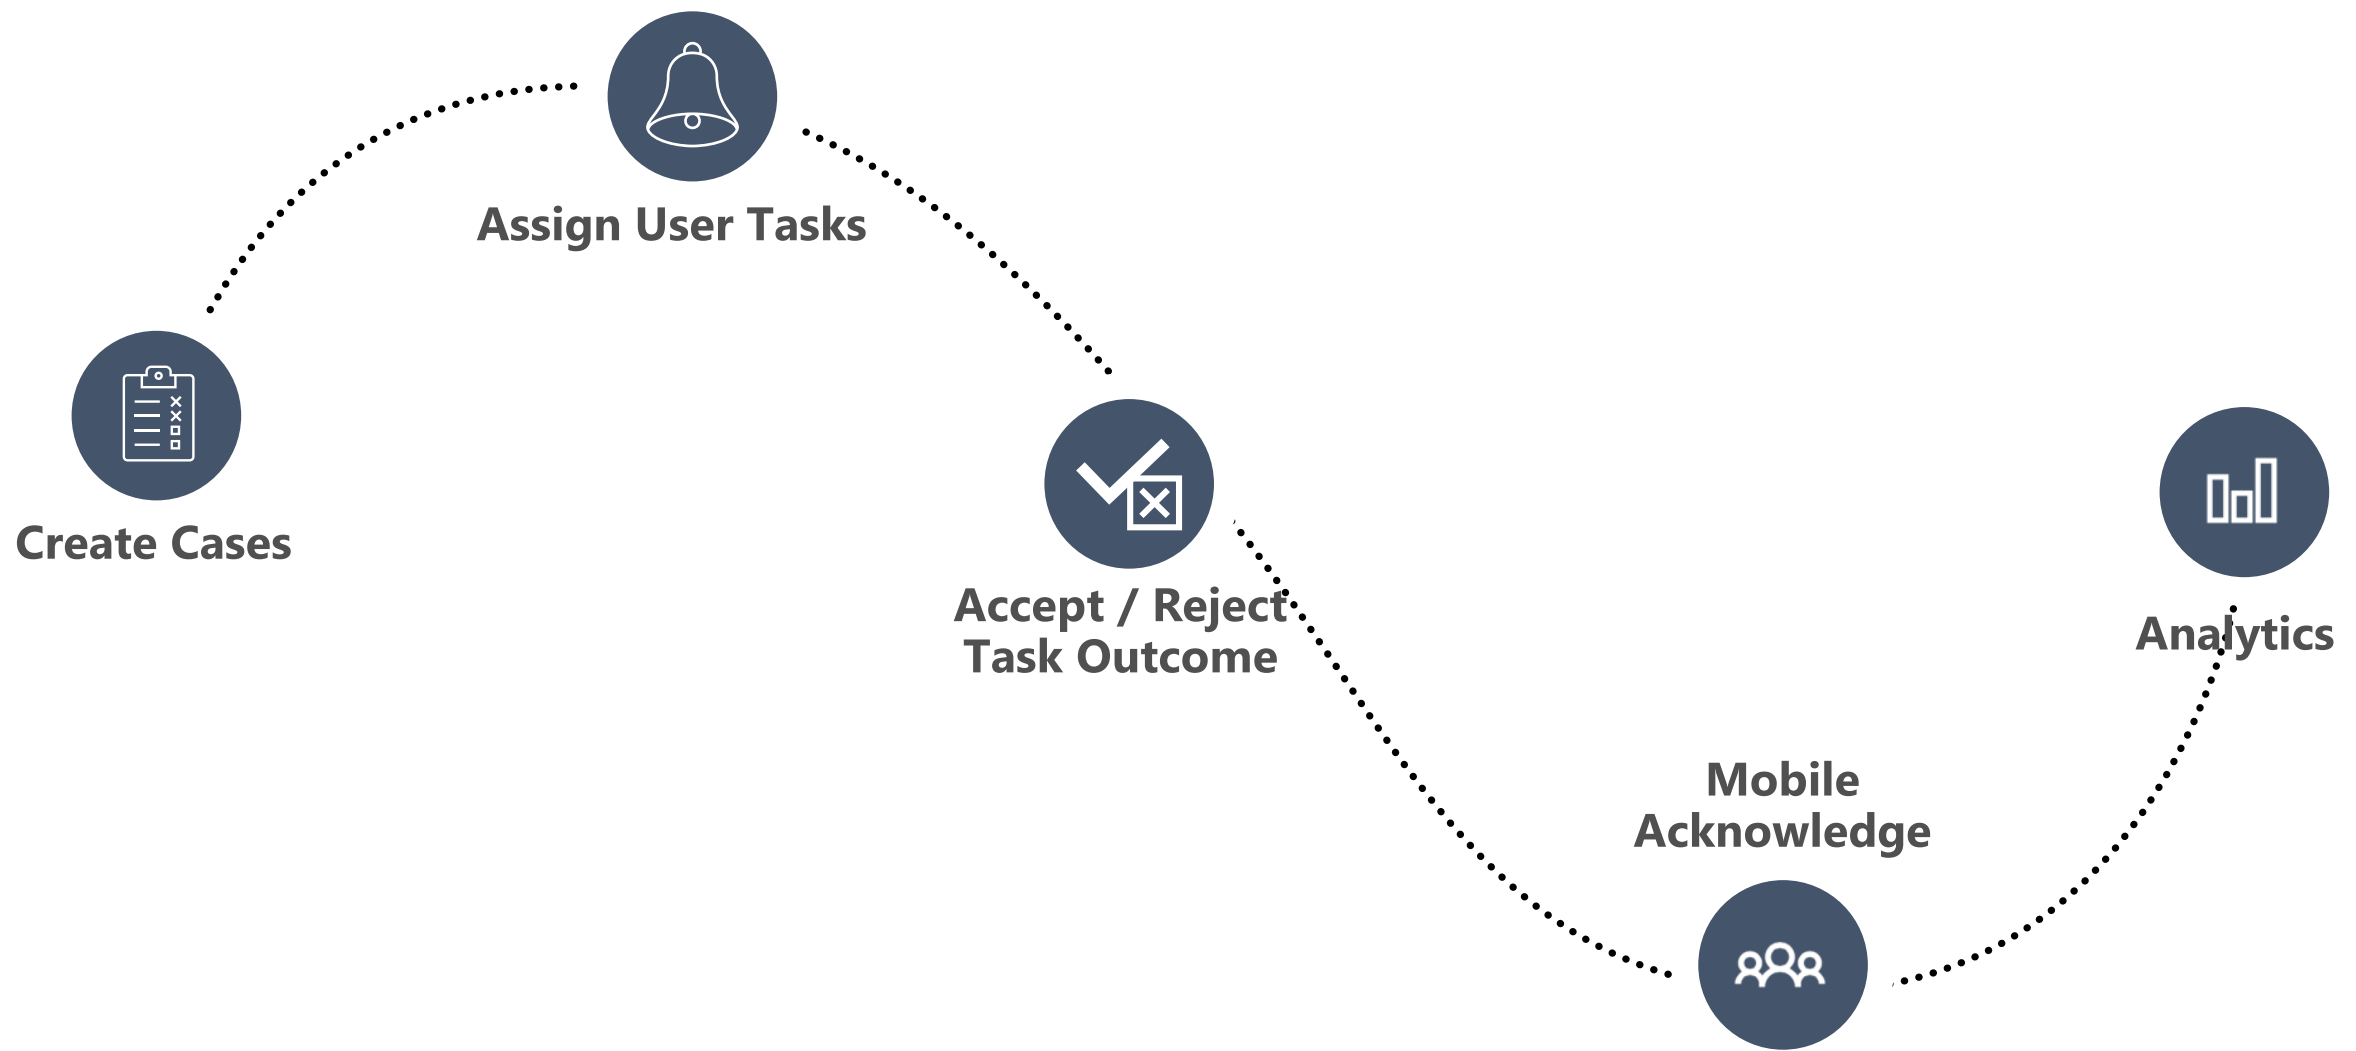 Assign User Tasks
Create Cases
Accept / Reject
Task Outcome
Analytics
Mobile
Acknowledge